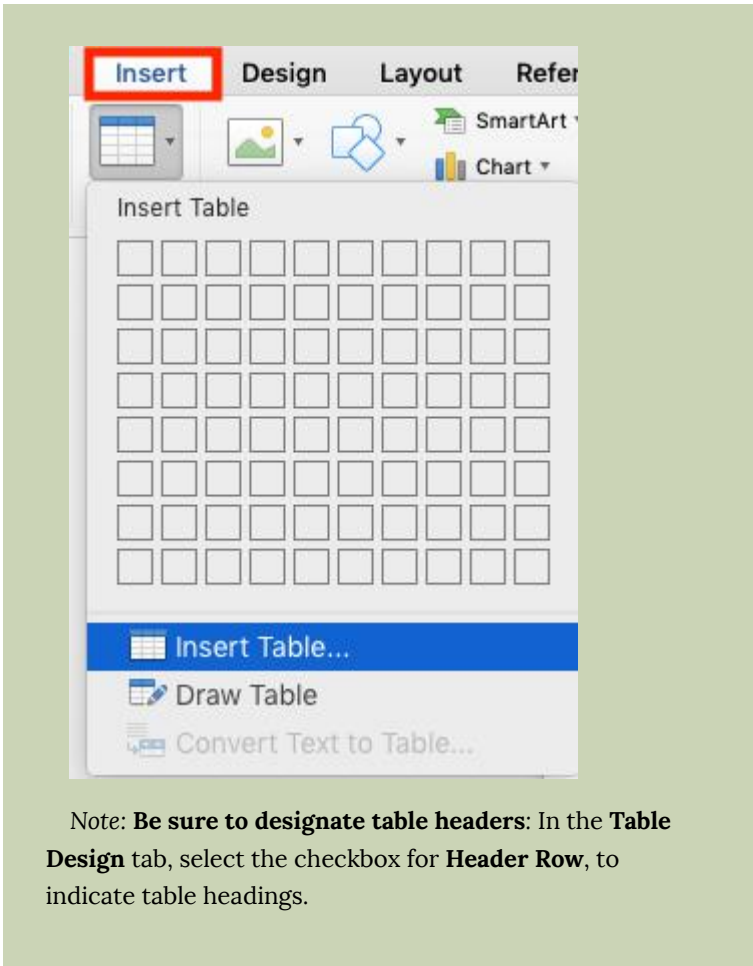 Insert Design Layout Refer
SmartArt
Chart
Insert Table
Insert Table...
Draw Table
Convert Text to Table...
Note: Be sure to designate table headers: In the Table
Design tab, select the checkbox for Header Row, to
indicate table headings.